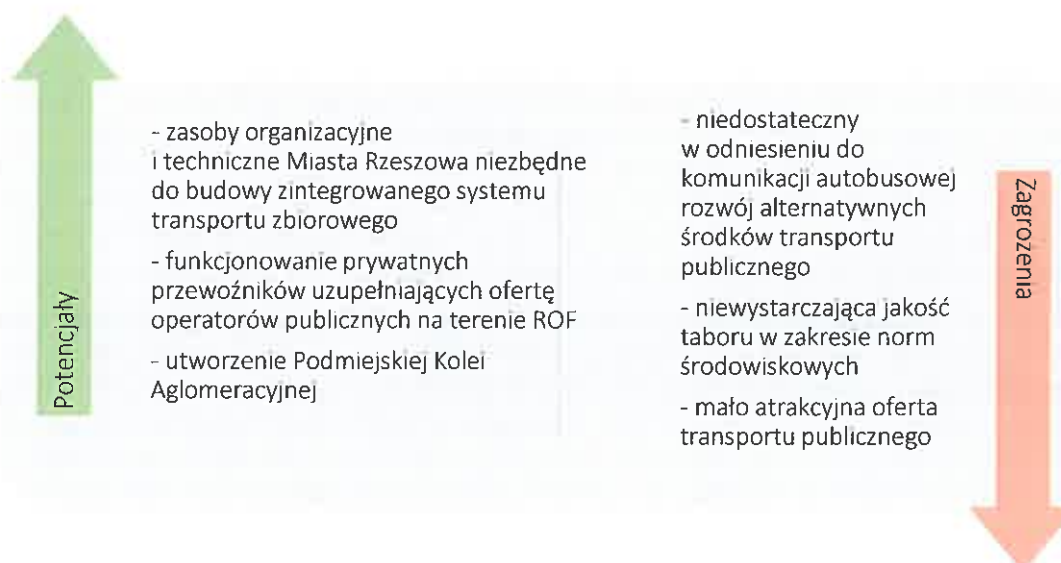 Potencjały
- zasoby organizacyjne
i techniczne Miasta Rzeszowa niezbędne
do budowy zintegrowanego systemu
transportu zbiorowego
- funkcjonowanie prywatnych
przewoźników uzupełniających ofertę
operatorów publicznych na terenie ROF
- utworzenie Podmiejskiej Kolei
Aglomeracyjnej
- niedostateczny
w odniesieniu do
komunikacji autobusowej
rozwój alternatywnych
środków transportu
publicznego
- niewystarczająca jakość
taboru w zakresie norm
środowiskowych
- mało atrakcyjna oferta
transportu publicznego
Zagrożenia